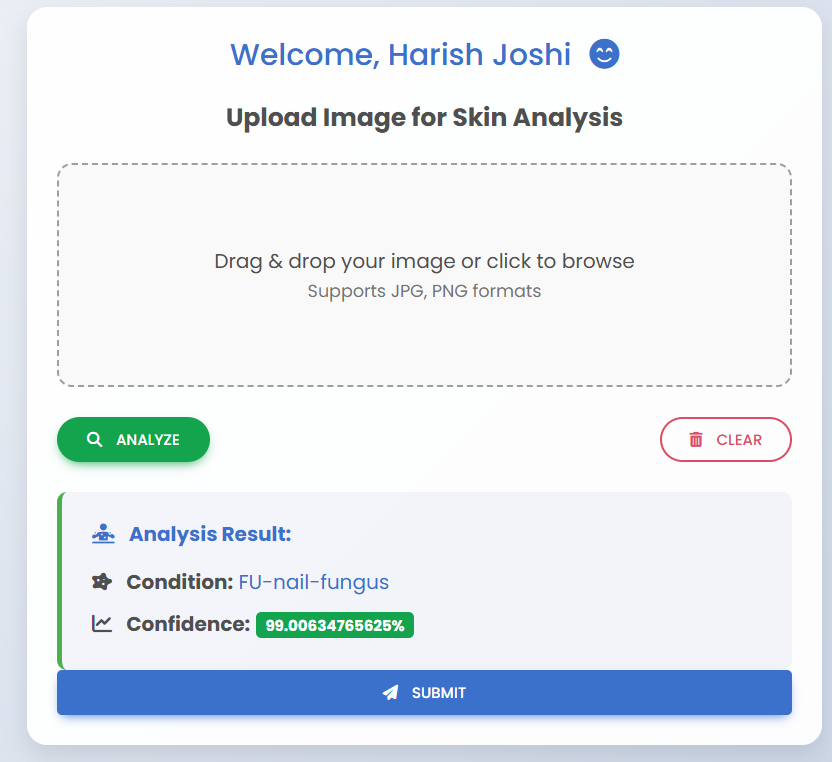 Welcome, Harish Joshi
Upload Image for Skin Analysis
Drag & drop your image or click to browse
Supports JPG, PNG formats
ANALYZE
CLEAR
Analysis Result:
Condition: FU-nail-fungus
Confidence: 99.00634765625%
SUBMIT